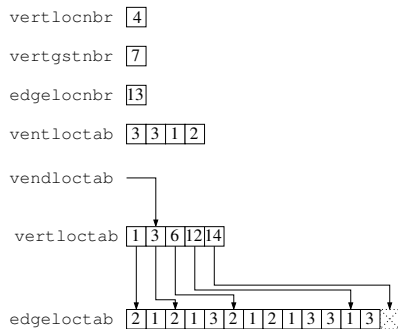 vertlocnbr 4
vertgstnbr 7
edgelocnbr 13
ventloctab 3 3 1 2
vendloctab
vertloctab 1 3 6 12 14
edgeloctab 2 1 2 1 3 2 1 2 1 3 3 1 3